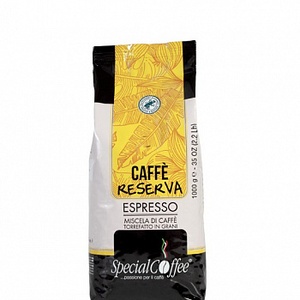 CAFFÈ
RESERVA
ESPRESSO
MISCELA DI CAFFÈ
TORREFATTO IN GRANI
1000 g e - 35 OZ (2,2 Lb)
SpecialCoffee
...passione per il caffè